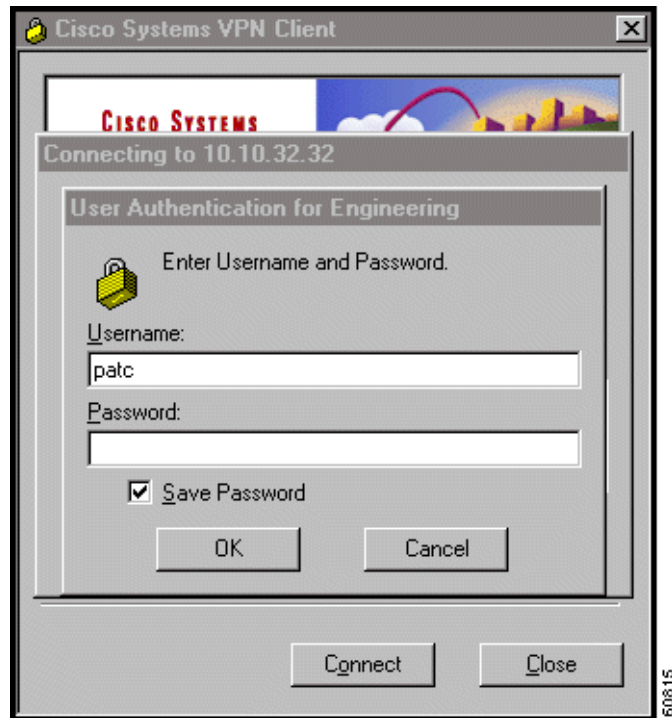 Cisco Systems VPN Client
CISCO SYSTEMS
Connecting to 10.10.32.32
User Authentication for Engineering
Enter Username and Password.
Username:
patc
Password:
Save Password
OK
Cancel
Connect
Close
60815